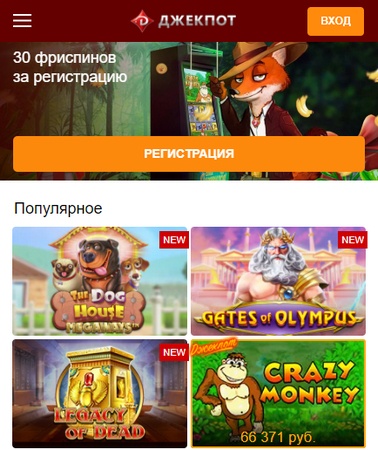 ДЖЕКПОТ
ВХОД
30 фриспинов
за регистрацию
РЕГИСТРАЦИЯ
Популярное
NEW
NEW
THE DOG
HOUSE
MEGAWAYS
GATES OF OLYMPUS
NEW
Джекпот
LEGACY
OF DEAD
CRAZY
MONKEY
66 371 руб.